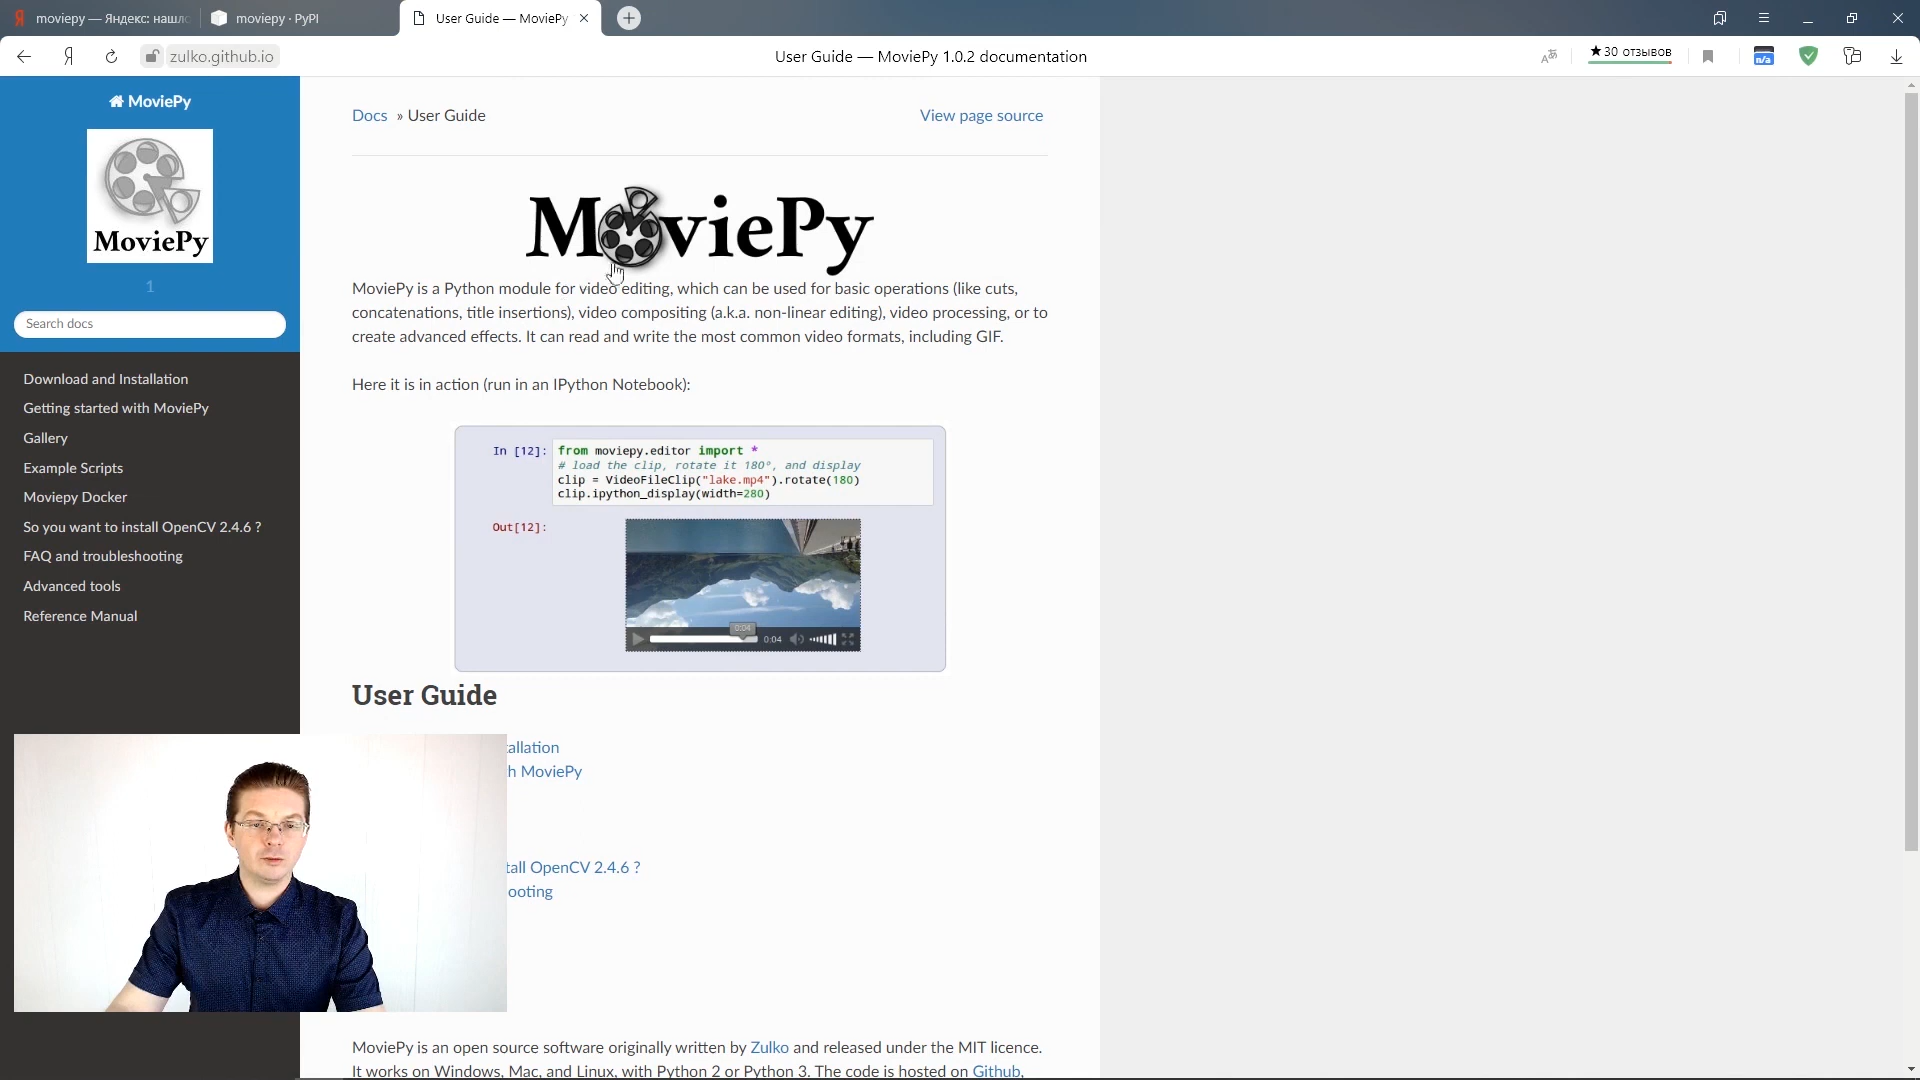 moviepy — Яндекс: нашло
moviepy · PyPI
User Guide — MoviePy
zulko.github.io
User Guide — MoviePy 1.0.2 documentation
★30 отзывов
n/a
MoviePy
MoviePy
1
Search docs
Download and Installation
Getting started with MoviePy
Gallery
Example Scripts
Moviepy Docker
So you want to install OpenCV 2.4.6 ?
FAQ and troubleshooting
Advanced tools
Reference Manual
Docs » User Guide
View page source
MoviePy
MoviePy is a Python module for video editing, which can be used for basic operations (like cuts,
concatenations, title insertions), video compositing (a.k.a. non-linear editing), video processing, or to
create advanced effects. It can read and write the most common video formats, including GIF.
Here it is in action (run in an IPython Notebook):
In [12]: from moviepy.editor import *
# load the clip, rotate it 180°, and display
clip = VideoFileClip("lake.mp4").rotate(180)
clip.ipython_display(width=280)
Out[12]:
0:04
0:04
User Guide
allation
h MoviePy
tall OpenCV 2.4.6 ?
ooting
MoviePy is an open source software originally written by Zulko and released under the MIT licence.
It works on Windows, Mac, and Linux, with Python 2 or Python 3. The code is hosted on Github,